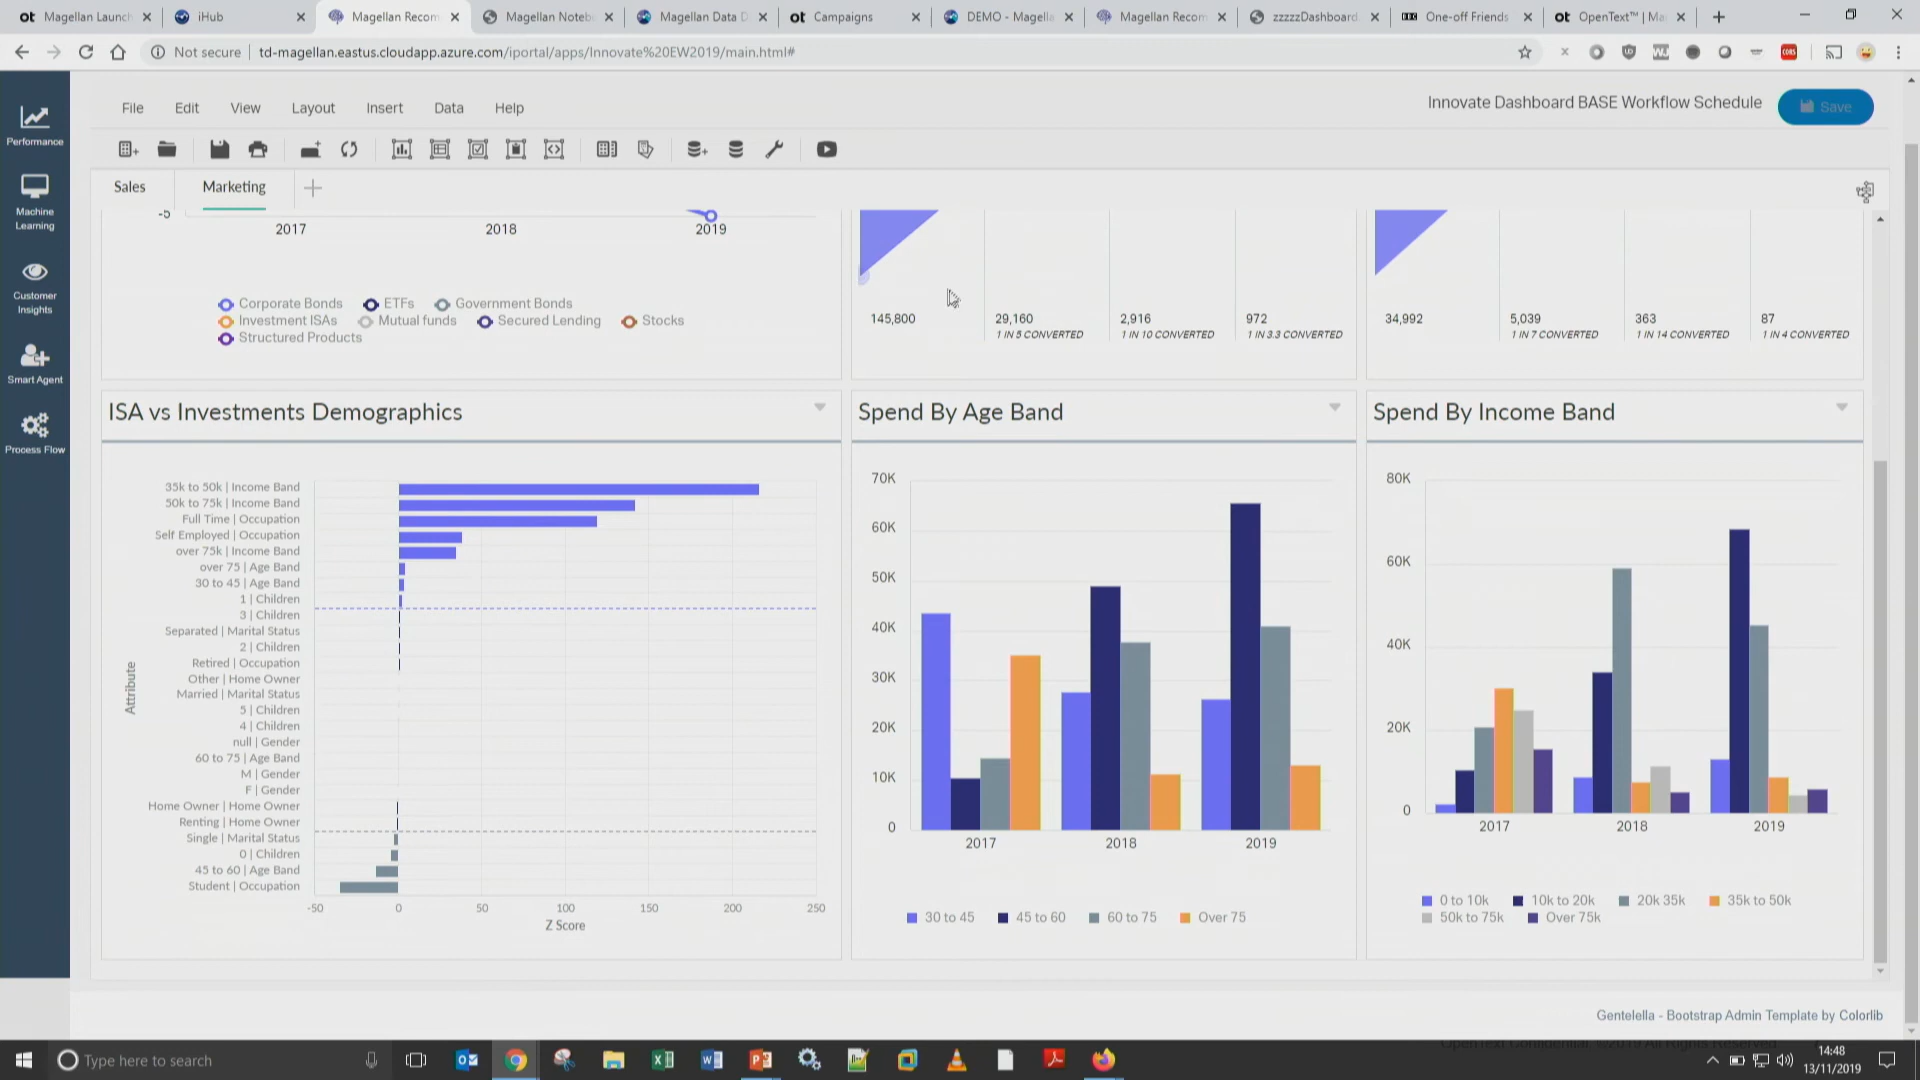 Magellan Launch
iHub
Magellan Recom
Magellan Noteb
Magellan Data D
Campaigns
DEMO - Magella
Magellan Recom
zzzzzDashboard
One-off Friends
OpenText™ | Ma
Not secure | td-magellan.eastus.cloudapp.azure.com/iportal/apps/Innovate%20EW2019/main.html#
File Edit View Layout Insert Data Help
Innovate Dashboard BASE Workflow Schedule
Save
Performance
Machine
Learning
Customer
Insights
Smart Agent
Process Flow
Sales
Marketing
-5
2017 2018 2019
Corporate Bonds ETFs Government Bonds
Investment ISAs Mutual funds Secured Lending Stocks
Structured Products
145,800 29,160 2,916 972
1 IN 5 CONVERTED 1 IN 10 CONVERTED 1 IN 3.3 CONVERTED
34,992 5,039 363 87
1 IN 7 CONVERTED 1 IN 14 CONVERTED 1 IN 4 CONVERTED
ISA vs Investments Demographics
Attribute
35k to 50k | Income Band
50k to 75k | Income Band
Full Time | Occupation
Self Employed | Occupation
over 75k | Income Band
over 75 | Age Band
30 to 45 | Age Band
1 | Children
3 | Children
Separated | Marital Status
2 | Children
Retired | Occupation
Other | Home Owner
Married | Marital Status
5 | Children
4 | Children
null | Gender
60 to 75 | Age Band
M | Gender
F | Gender
Home Owner | Home Owner
Renting | Home Owner
Single | Marital Status
0 | Children
45 to 60 | Age Band
Student | Occupation
-50 0 50 100 150 200 250
Z Score
Spend By Age Band
70K
60K
50K
40K
30K
20K
10K
0
2017 2018 2019
30 to 45 45 to 60 60 to 75 Over 75
Spend By Income Band
80K
60K
40K
20K
0
2017 2018 2019
0 to 10k 10k to 20k 20k 35k 35k to 50k
50k to 75k Over 75k
Gentelella - Bootstrap Admin Template by Colorlib
OpenText Confidential. ©2019 All Rights Reserved.
Type here to search
14:48
13/11/2019